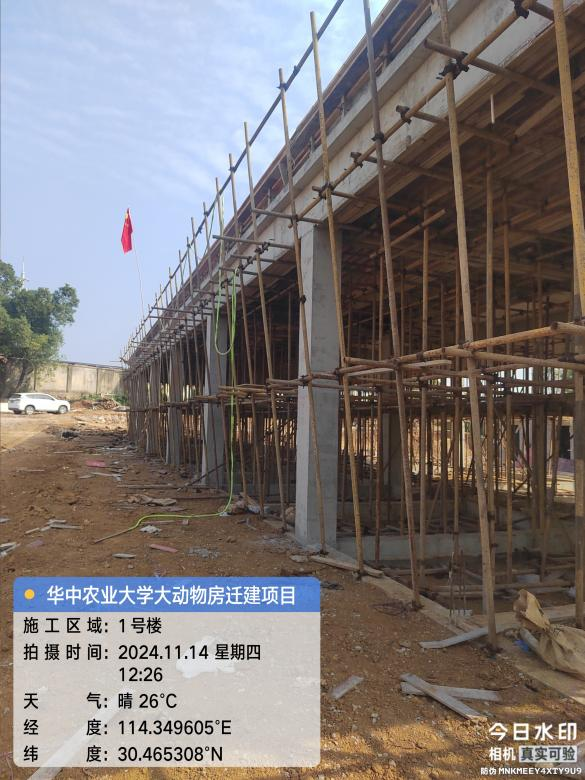 华中农业大学大动物房迁建项目
施工区域：1号楼
拍摄时间：2024.11.14 星期四
12:26
天气：晴 26°C
经度：114.349605°E
纬度：30.465308°N
今日水印
相机 真实可验
防伪 MNKMEEY4XTY9U9